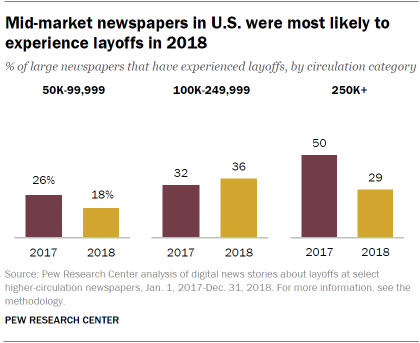 Mid-market newspapers in U.S. were most likely to
experience layoffs in 2018
% of large newspapers that have experienced layoffs, by circulation category
50K-99,999 100K-249,999 250K+
26% 18% 32 36 50 29
2017 2018 2017 2018 2017 2018
Source: Pew Research Center analysis of digital news stories about layoffs at select
higher-circulation newspapers, Jan. 1, 2017-Dec. 31, 2018. For more information, see the
methodology.
PEW RESEARCH CENTER